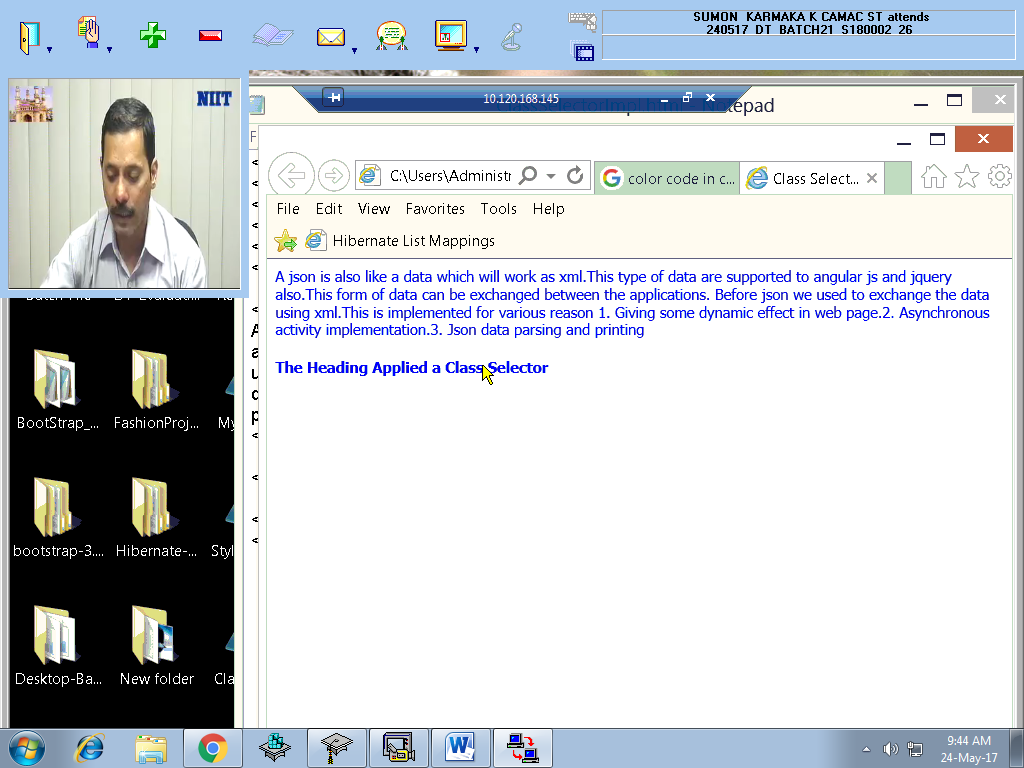 SUMON KARMAKA K CAMAC ST attends
240517_DT_BATCH21_S180002_26
NIIT
10.120.168.145
C:\Users\Administr
color code in c...
Class Select...
File Edit View Favorites Tools Help
Hibernate List Mappings
A json is also like a data which will work as xml.This type of data are supported to angular js and jquery
also.This form of data can be exchanged between the applications. Before json we used to exchange the data
using xml.This is implemented for various reason 1. Giving some dynamic effect in web page.2. Asynchronous
activity implementation.3. Json data parsing and printing
The Heading Applied a Class Selector
BootStrap_... FashionProj... My
bootstrap-3.... Hibernate-... Styl
Desktop-Ba... New folder Cla
9:44 AM
24-May-17